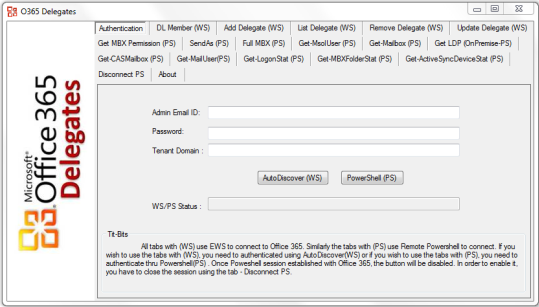 O365 Delegates
Authentication DL Member (WS) Add Delegate (WS) List Delegate (WS) Remove Delegate (WS) Update Delegate (WS)
Get MBX Permission (PS) SendAs (PS) Full MBX (PS) Get-MsolUser (PS) Get-Mailbox (PS) Get LDP (OnPremise-PS)
Get-CASMailbox (PS) Get-MailUser(PS) Get-LogonStat (PS) Get-MBXFolderStat (PS) Get-ActiveSyncDeviceStat (PS)
Disconnect PS About
Microsoft®
Office 365
Delegates
Admin Email ID:
Password:
Tenant Domain :
AutoDiscover (WS) PowerShell (PS)
WS/PS Status :
Tit-Bits
All tabs with (WS) use EWS to connect to Office 365. Similarly the tabs with (PS) use Remote Powershell to connect. If you
wish to use the tabs with (WS), you need to authenticated using AutoDiscover(WS) or if you wish to use the tabs with (PS), you need to
authenticate thru Powershell(PS) . Once Powershell session established with Office 365, the button will be disabled. In order to enable it,
you have to close the session using the tab - Disconnect PS.